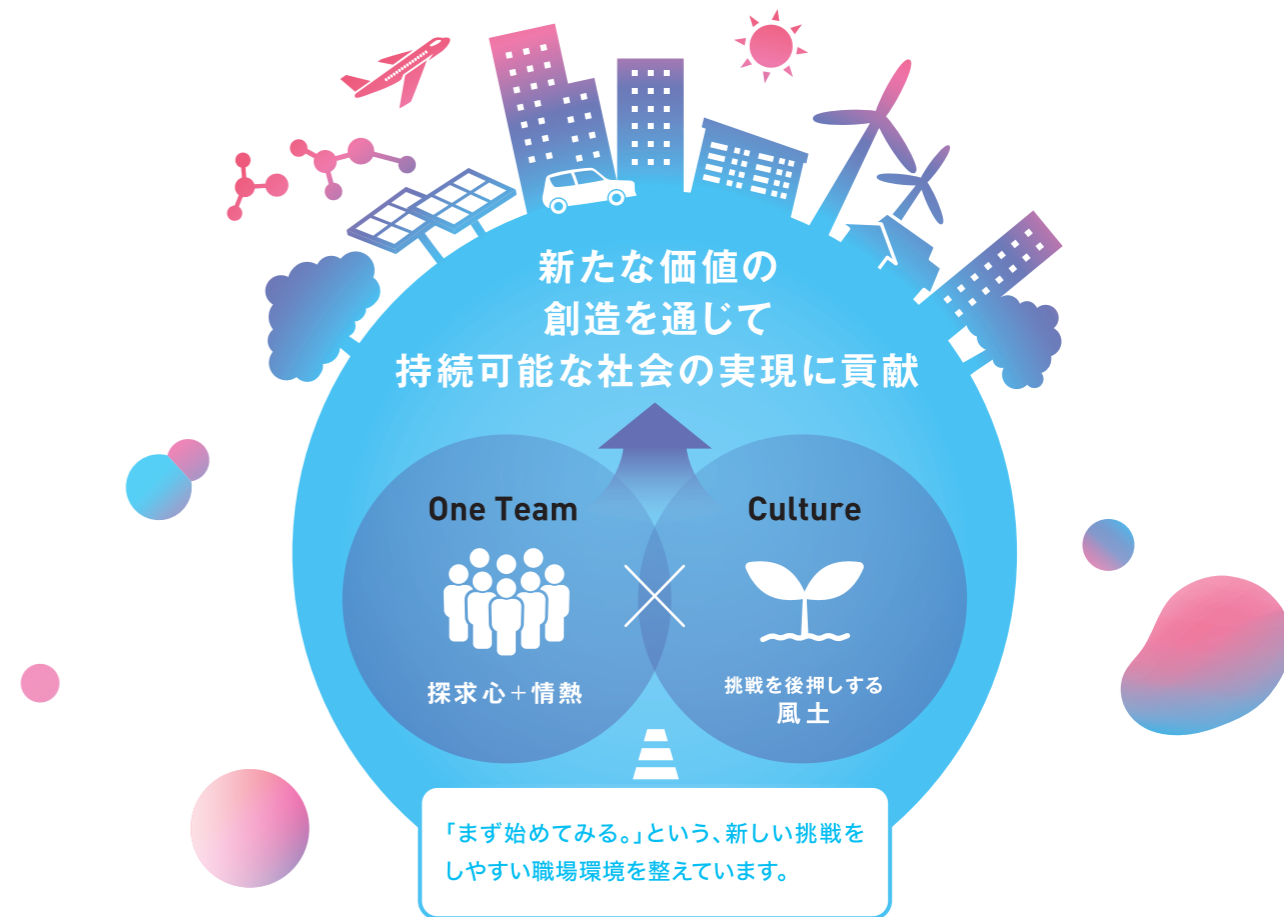 新たな価値の
創造を通じて
持続可能な社会の実現に貢献
One Team
探求心+情熱
Culture
挑戦を後押しする
風土
「まず始めてみる。」という、新しい挑戦を
しやすい職場環境を整えています。